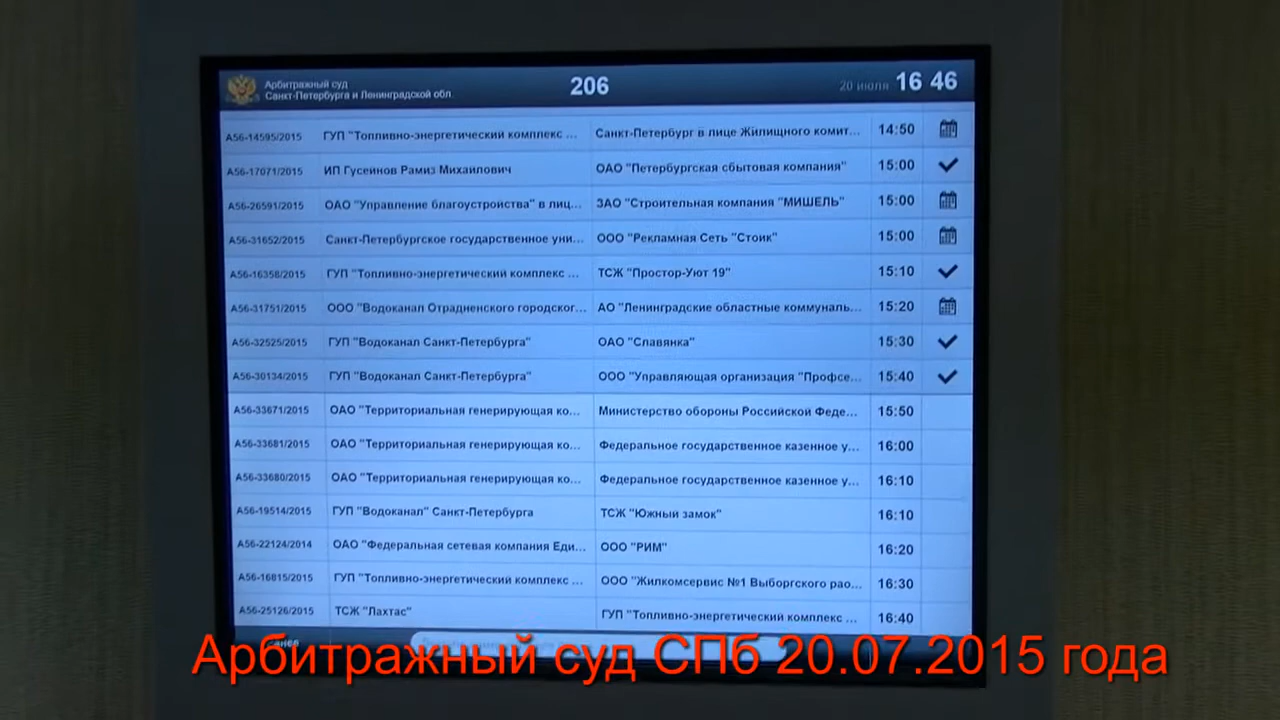 Арбитражный суд
Санкт-Петербурга и Ленинградской обл.
206
20 июля 16 46
А56-14595/2015 ГУП "Топливно-энергетический комплекс ... Санкт-Петербург в лице Жилищного комит... 14:50
А56-17071/2015 ИП Гусейнов Рамиз Михайлович ОАО "Петербургская сбытовая компания" 15:00
А56-26591/2015 ОАО "Управление благоустройства" в лиц... ЗАО "Строительная компания "МИШЕЛЬ" 15:00
А56-31652/2015 Санкт-Петербургское государственное уни... ООО "Рекламная Сеть "Стоик" 15:00
А56-16358/2015 ГУП "Топливно-энергетический комплекс ... ТСЖ "Простор-Уют 19" 15:10
А56-31751/2015 ООО "Водоканал Отрадненского городског... АО "Ленинградские областные коммуналь... 15:20
А56-32525/2015 ГУП "Водоканал Санкт-Петербурга" ОАО "Славянка" 15:30
А56-30134/2015 ГУП "Водоканал Санкт-Петербурга" ООО "Управляющая организация "Профсе... 15:40
А56-33671/2015 ОАО "Территориальная генерирующая ко... Министерство обороны Российской Феде... 15:50
А56-33681/2015 ОАО "Территориальная генерирующая ко... Федеральное государственное казенное у... 16:00
А56-33680/2015 ОАО "Территориальная генерирующая ко... Федеральное государственное казенное у... 16:10
А56-19514/2015 ГУП "Водоканал" Санкт-Петербурга ТСЖ "Южный замок" 16:10
А56-22124/2014 ОАО "Федеральная сетевая компания Еди... ООО "РИМ" 16:20
А56-16815/2015 ГУП "Топливно-энергетический комплекс ... ООО "Жилкомсервис №1 Выборгского рао... 16:30
А56-25126/2015 ТСЖ "Лахтас" ГУП "Топливно-энергетический комплекс ... 16:40
Арбитражный суд СПб 20.07.2015 года